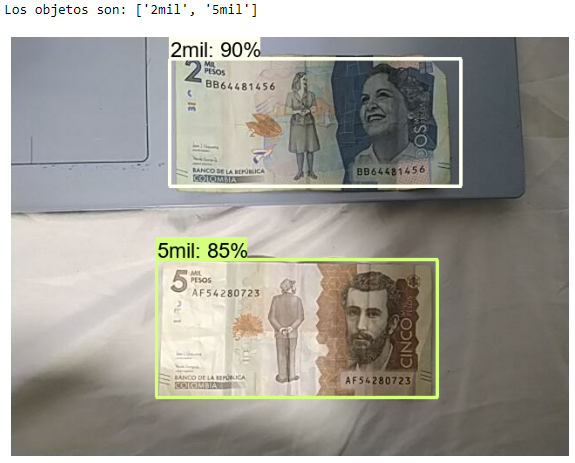 Los objetos son: ['2mil', '5mil']
2mil: 90%
2 MIL
PESOS
BB64481456
BANCO DE LA REPÚBLICA
COLOMBIA
DOS
BB64481456
5mil: 85%
5 MIL
PESOS
AF54280723
BANCO DE LA REPÚBLICA
COLOMBIA
CINCO
AF54280723